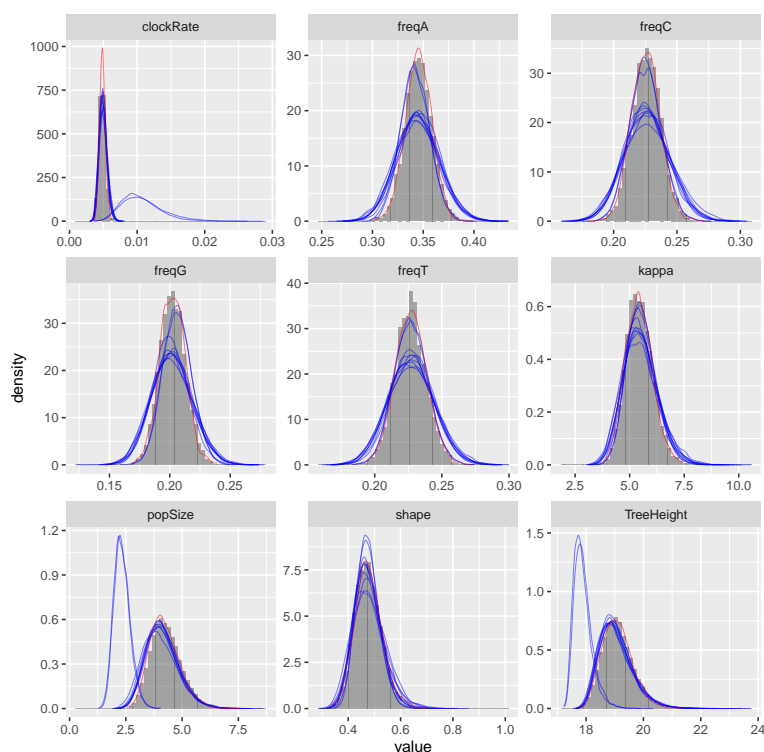 clockRate freqA freqC
1000
750
500
250
0
0.00 0.01 0.02 0.03
30
20
10
0
0.25 0.30 0.35 0.40
30
20
10
0
0.20 0.25 0.30
freqG freqT kappa
30
20
10
0
0.15 0.20 0.25
40
30
20
10
0
0.20 0.25 0.30
0.6
0.4
0.2
0.0
2.5 5.0 7.5 10.0
density
popSize shape TreeHeight
1.2
0.9
0.6
0.3
0.0
0.0 2.5 5.0 7.5
7.5
5.0
2.5
0.0
0.4 0.6 0.8 1.0
1.5
1.0
0.5
0.0
18 20 22 24
value